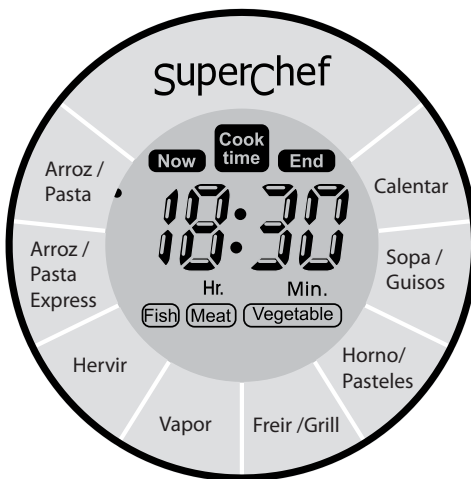 SuperChef
Cook
time
Now
End
Arroz /
Pasta
Calentar
18:30
Arroz /
Pasta
Express
Sopa /
Guisos
Hr.
Min.
Fish
Meat
Vegetable
Hervir
Horno/
Pasteles
Vapor
Freir /Grill